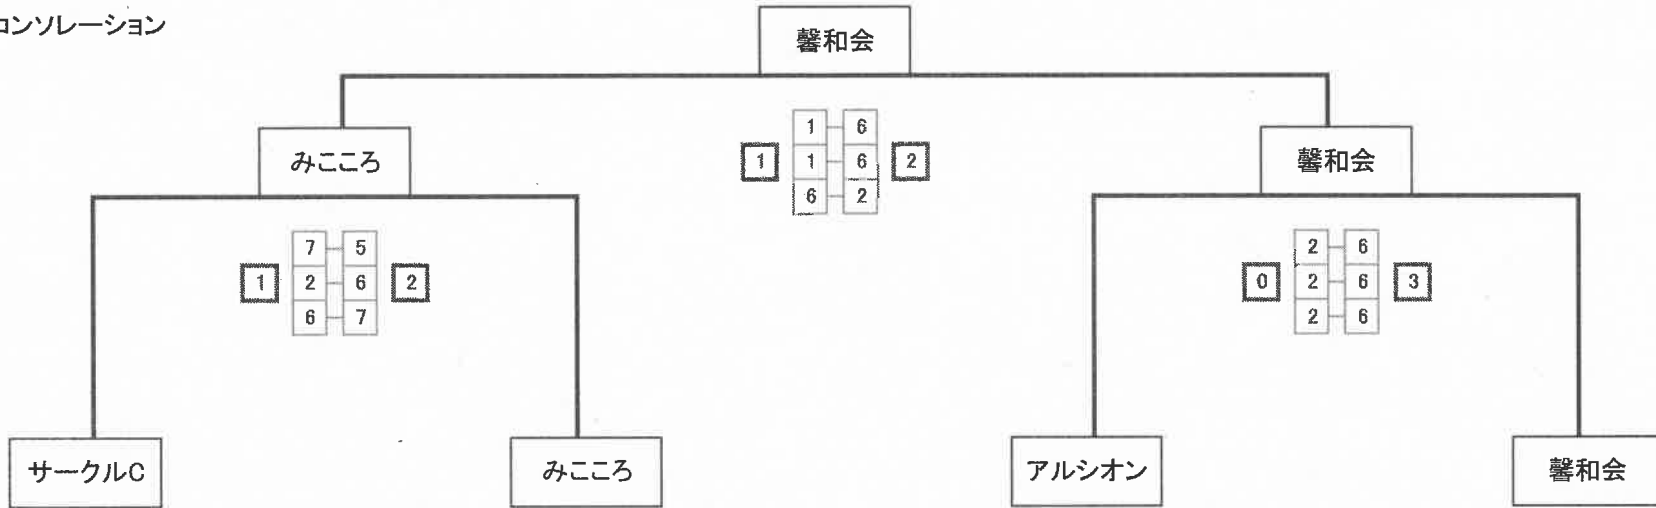 コンソレーション
馨和会
1 6
みこころ
1 1 6 2
馨和会
6 2
7 5
1 2 6 2
6 7
2 6
0 2 6 3
2 6
サークルC
みこころ
アルシオン
馨和会